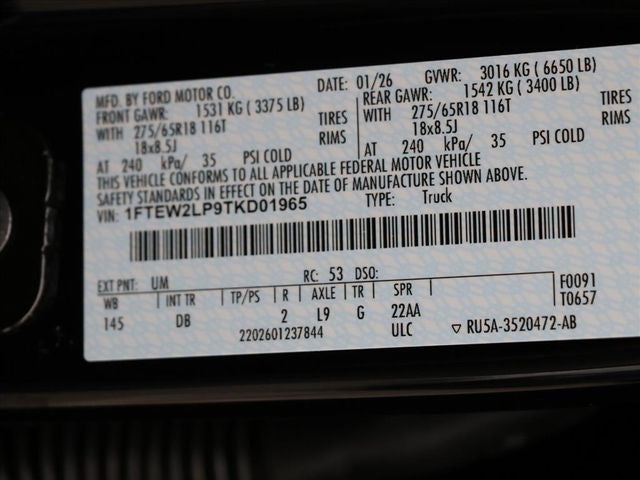 MFD. BY FORD MOTOR CO. DATE: 01/26 GVWR: 3016 KG ( 6650 LB)
FRONT GAWR: 1531 KG ( 3375 LB) REAR GAWR: 1542 KG ( 3400 LB)
WITH 275/65R18 116T TIRES WITH 275/65R18 116T TIRES
18x8.5J RIMS 18x8.5J RIMS
AT 240 kPa/ 35 PSI COLD AT 240 kPa/ 35 PSI COLD
THIS VEHICLE CONFORMS TO ALL APPLICABLE FEDERAL MOTOR VEHICLE
SAFETY STANDARDS IN EFFECT ON THE DATE OF MANUFACTURE SHOWN ABOVE.
VIN: 1FTEW2LP9TKD01965 TYPE: Truck
EXT PNT: UM RC: 53 DSO: F0091
WB INT TR TP/PS R AXLE TR SPR T0657
145 DB 2 L9 G 22AA
2202601237844 ULC ▽ RU5A-3520472-AB